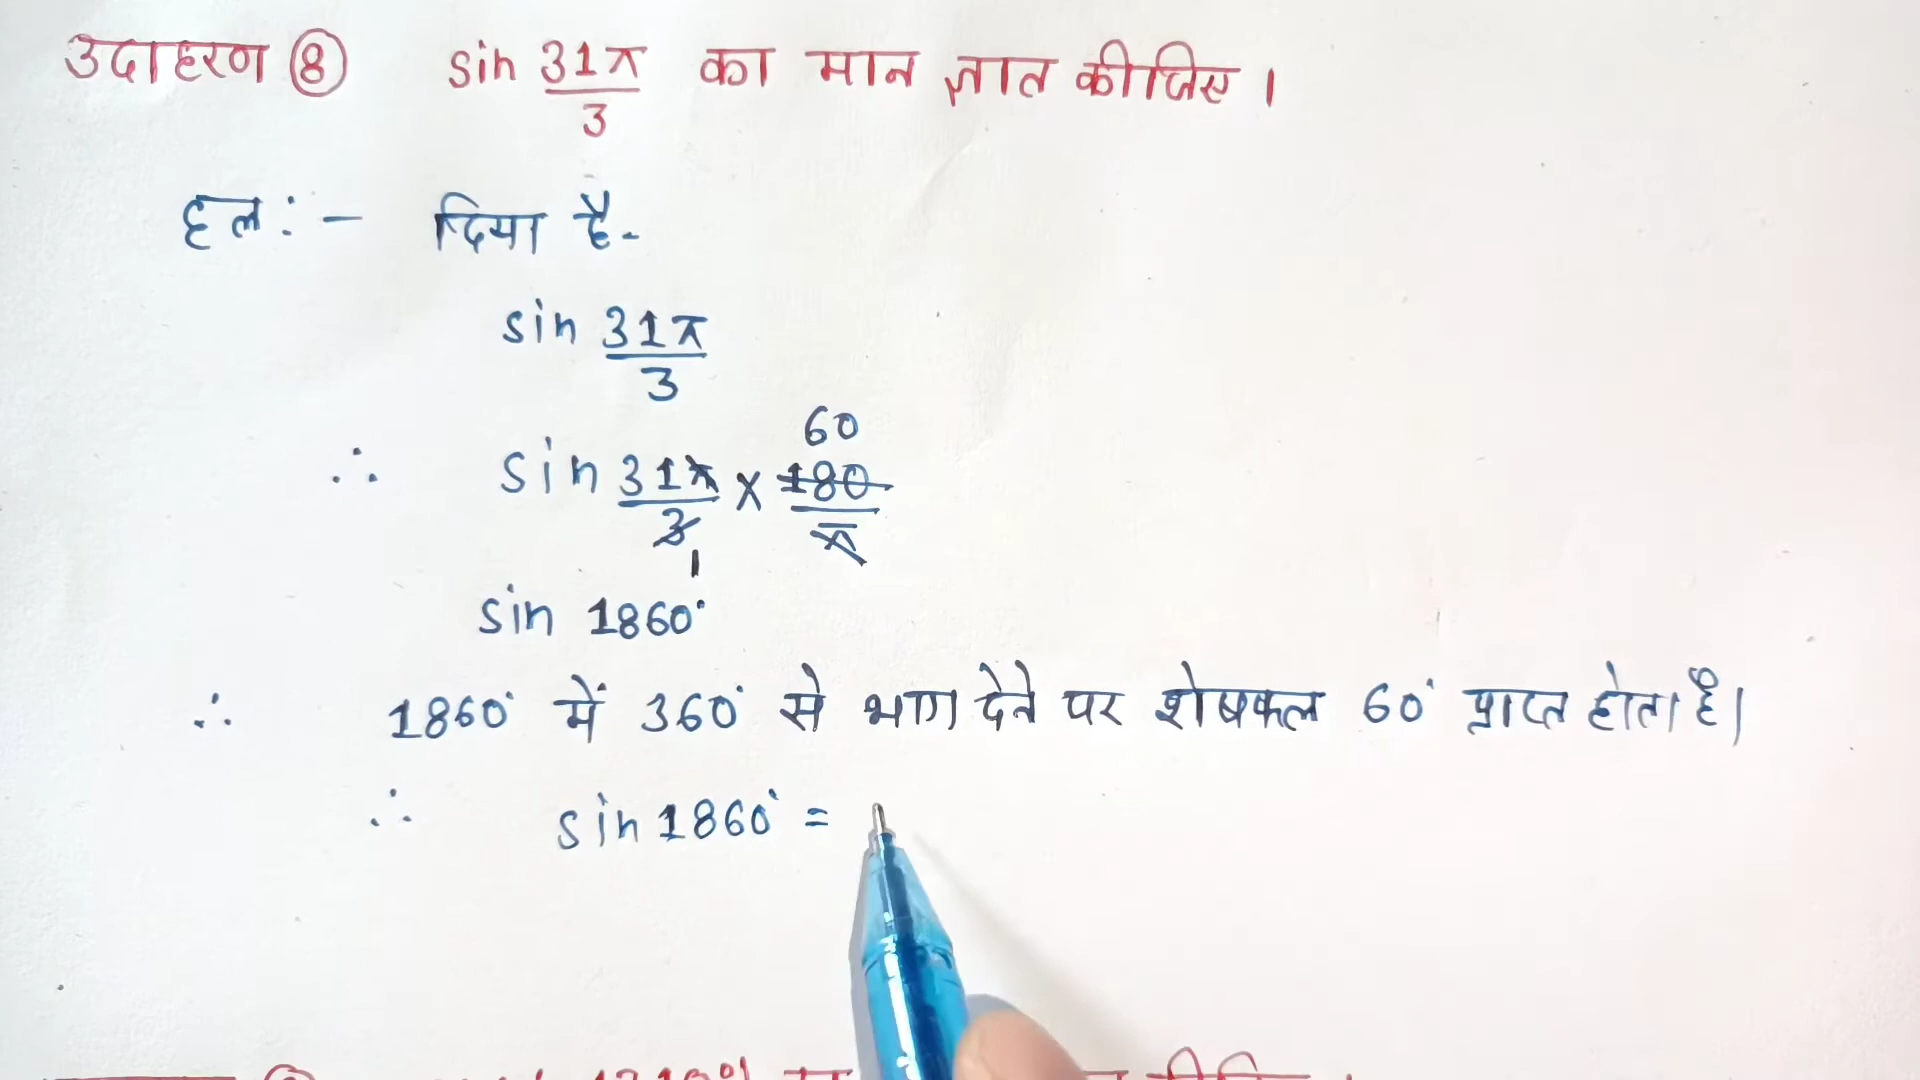 उदाहरण ⑧ sin 31π/3 का मान ज्ञात कीजिए।
हल:- दिया है-
sin 31π/3
60
∴ sin 31π/3 × 180/π
1
sin 1860°
∴ 1860° में 360° से भाग देने पर शेषफल 60° प्राप्त होता है।
∴ sin 1860° =